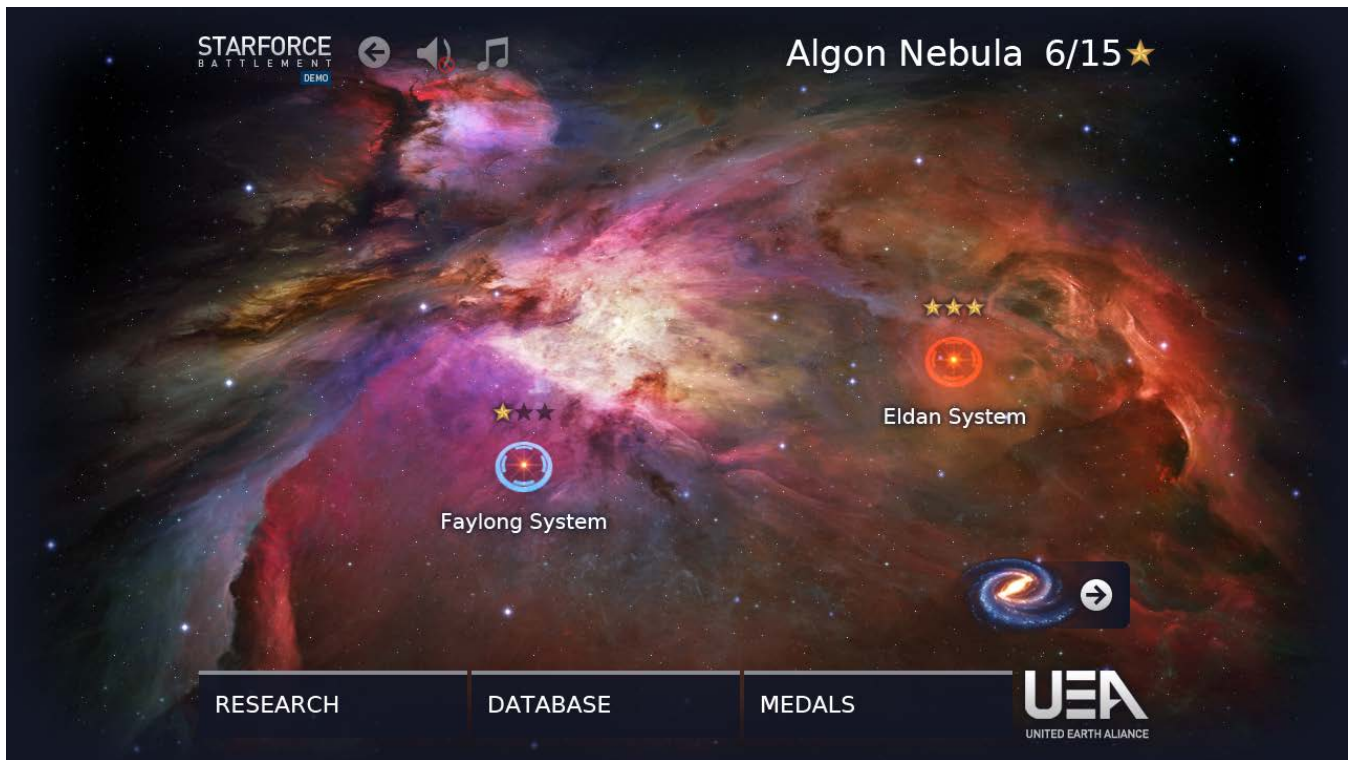 STARFORCE
BATTLEMENT
DEMO
Algon Nebula 6/15
Eldan System
Faylong System
RESEARCH
DATABASE
MEDALS
UEA
UNITED EARTH ALIANCE